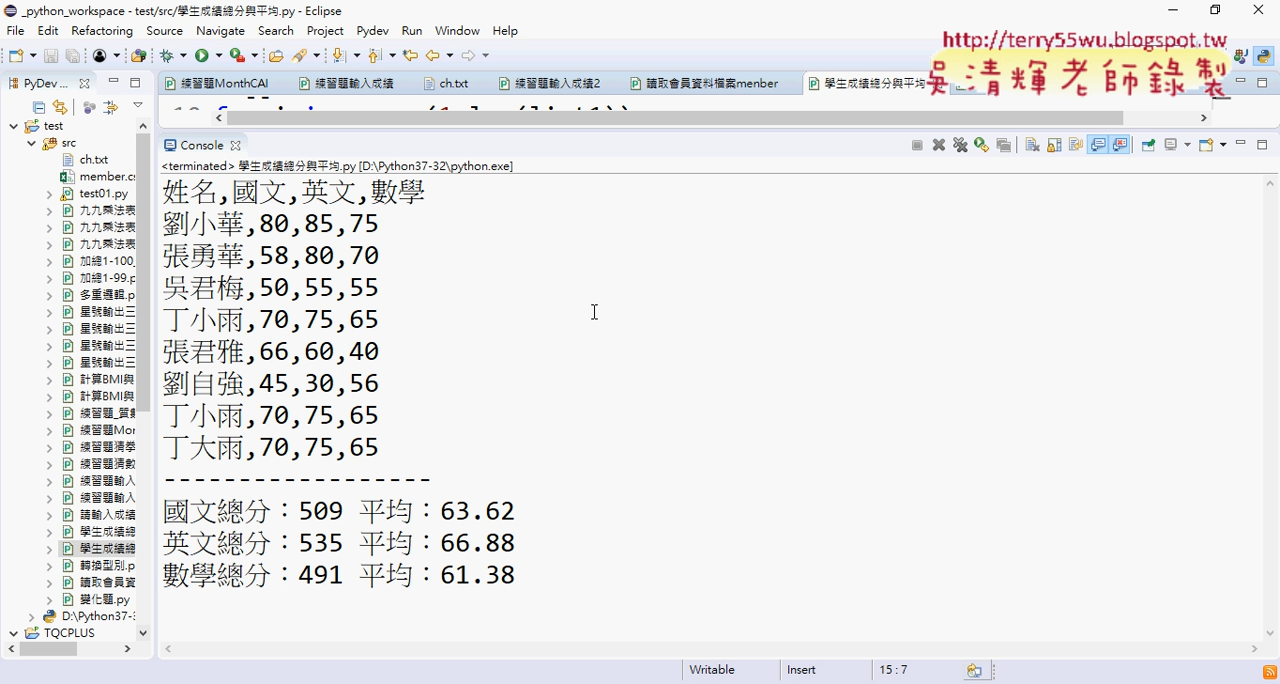 _python_workspace - test/src/學生成績總分與平均.py - Eclipse
File Edit Refactoring Source Navigate Search Project Pydev Run Window Help
http://terry55wu.blogspot.tw
吳清輝老師錄製
PyDev...
練習題MonthCAI
練習題輸入成績
ch.txt
練習題輸入成績2
讀取會員資料檔案menber
學生成績總分與平均
test
src
ch.txt
member.cs
test01.py
九九乘法表
九九乘法表
九九乘法表
加總1-100_
加總1-99.p
多重邏輯.p
星號輸出三
星號輸出三
星號輸出三
星號輸出三
計算BMI與
計算BMI與
練習題_質數
練習題Mor
練習題猜拳
練習題猜數
練習題輸入
練習題輸入
請輸入成績
學生成績總
學生成績總
轉換型別.p
讀取會員資
變化題.py
D:\Python37-3
TQCPLUS
Console
<terminated> 學生成績總分與平均.py [D:\Python37-32\python.exe]
姓名,國文,英文,數學
劉小華,80,85,75
張勇華,58,80,70
吳君梅,50,55,55
丁小雨,70,75,65
張君雅,66,60,40
劉自強,45,30,56
丁小雨,70,75,65
丁大雨,70,75,65
------------------
國文總分：509 平均：63.62
英文總分：535 平均：66.88
數學總分：491 平均：61.38
Writable
Insert
15 : 7